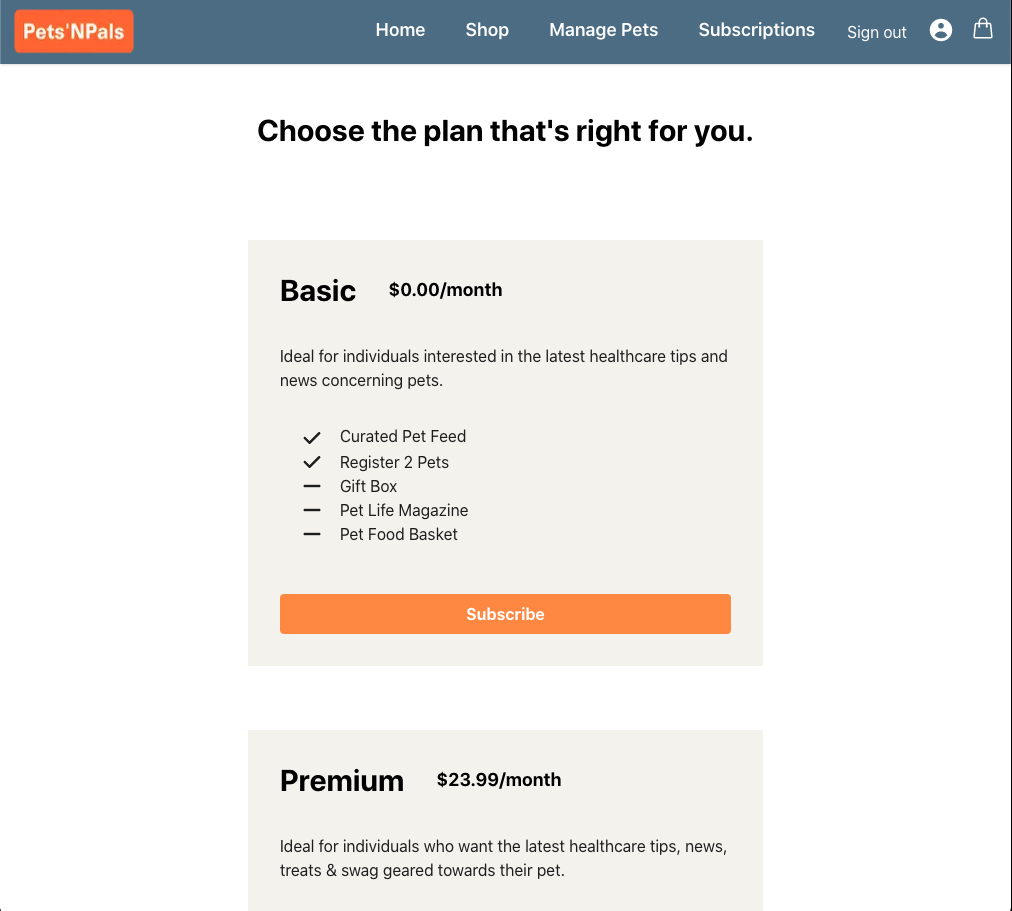 Pets'NPals
Home
Shop
Manage Pets
Subscriptions
Sign out
Choose the plan that's right for you.
Basic
$0.00/month
Ideal for individuals interested in the latest healthcare tips and
news concerning pets.
Curated Pet Feed
Register 2 Pets
Gift Box
Pet Life Magazine
Pet Food Basket
Subscribe
Premium
$23.99/month
Ideal for individuals who want the latest healthcare tips, news,
treats & swag geared towards their pet.